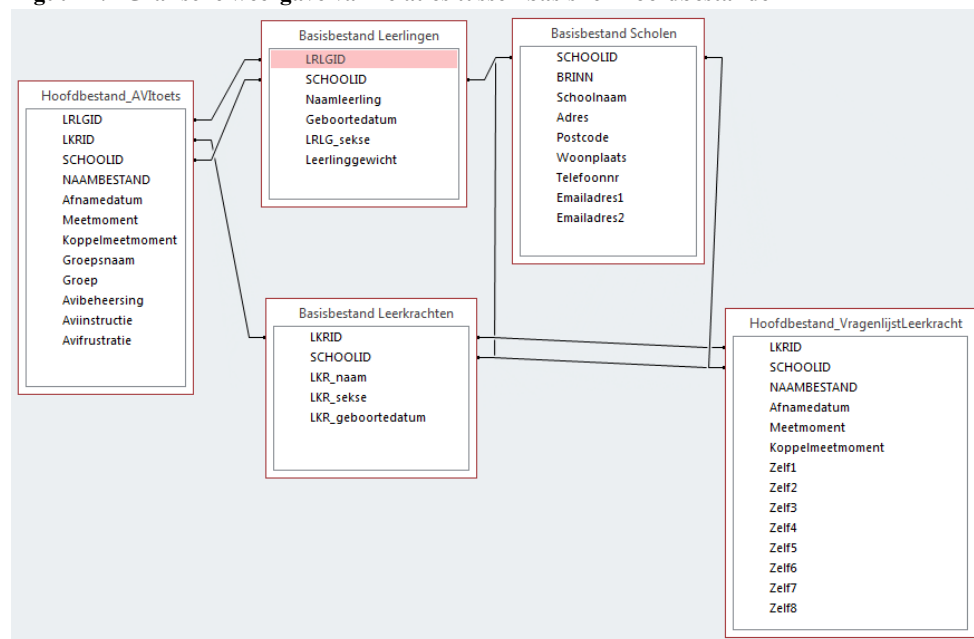 Hoofdbestand_AVItoets
LRLGID
LKRID
SCHOOLID
NAAMBESTAND
Afnamedatum
Meetmoment
Koppelmeetmoment
Groepsnaam
Groep
Avibeheersing
Aviinstructie
Avifrustratie
Basisbestand Leerlingen
LRLGID
SCHOOLID
Naamleerling
Geboortedatum
LRLG_sekse
Leerlinggewicht
Basisbestand Scholen
SCHOOLID
BRINN
Schoolnaam
Adres
Postcode
Woonplaats
Telefoonnr
Emailadres1
Emailadres2
Basisbestand Leerkrachten
LKRID
SCHOOLID
LKR_naam
LKR_sekse
LKR_geboortedatum
Hoofdbestand_VragenlijstLeerkracht
LKRID
SCHOOLID
NAAMBESTAND
Afnamedatum
Meetmoment
Koppelmeetmoment
Zelf1
Zelf2
Zelf3
Zelf4
Zelf5
Zelf6
Zelf7
Zelf8